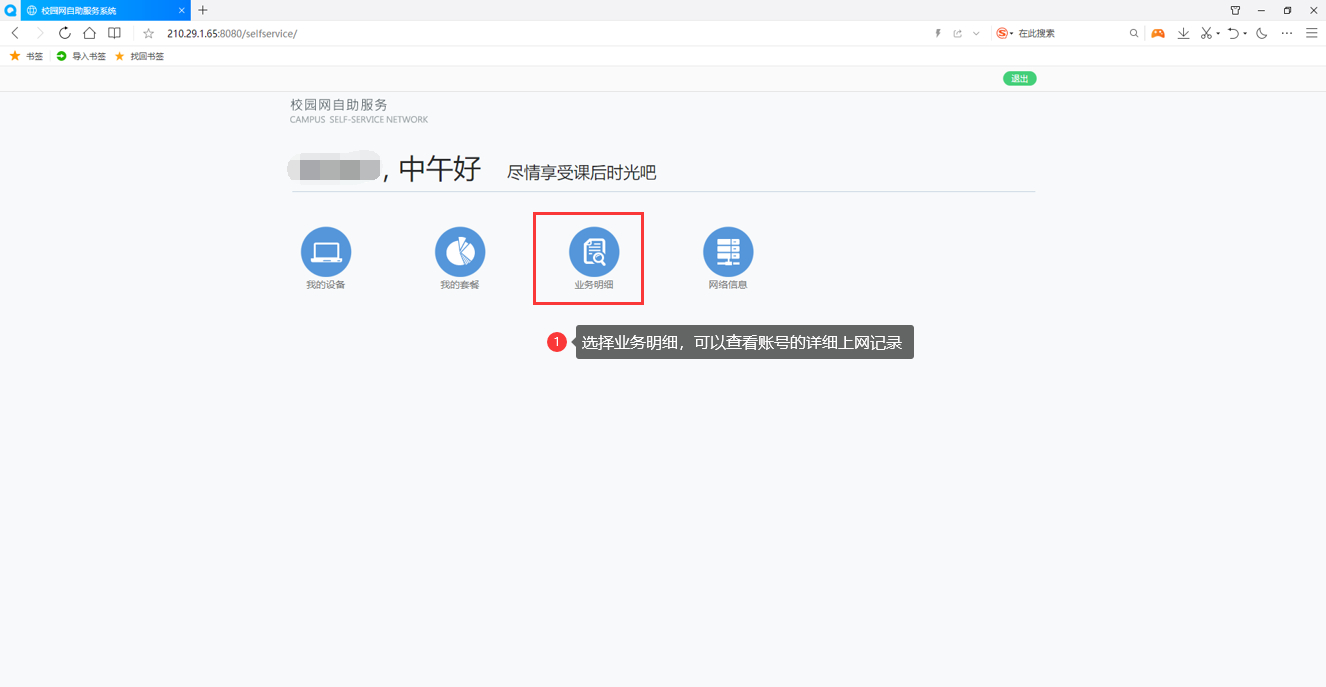 校园网自助服务系统
210.29.1.65:8080/selfservice/
在此搜索
书签 导入书签 找回书签
退出
校园网自助服务
CAMPUS SELF-SERVICE NETWORK
, 中午好 尽情享受课后时光吧
我的设备 我的套餐 业务明细 网络信息
1 选择业务明细，可以查看账号的详细上网记录